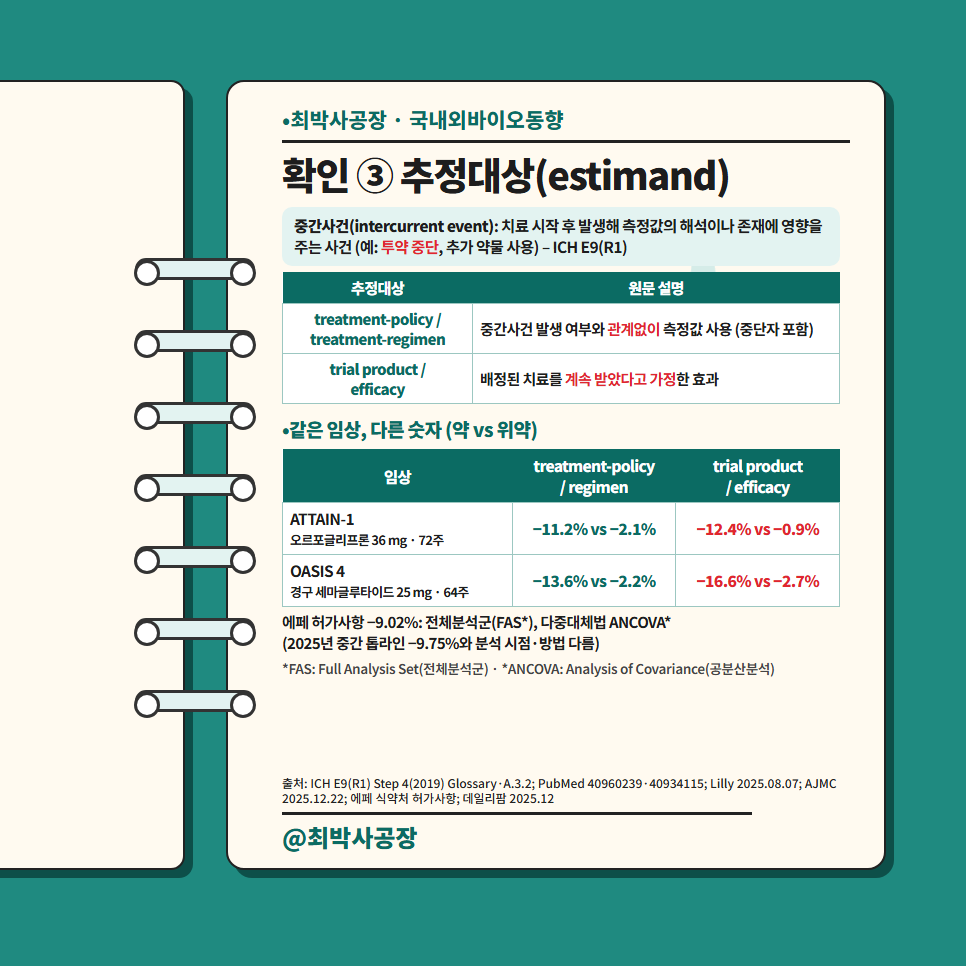 •최박사공장 · 국내외바이오동향
확인 ③ 추정대상(estimand)
중간사건(intercurrent event): 치료 시작 후 발생해 측정값의 해석이나 존재에 영향을
주는 사건 (예: 투약 중단, 추가 약물 사용) – ICH E9(R1)
추정대상 원문 설명
treatment-policy /
treatment-regimen
중간사건 발생 여부와 관계없이 측정값 사용 (중단자 포함)
trial product /
efficacy
배정된 치료를 계속 받았다고 가정한 효과
•같은 임상, 다른 숫자 (약 vs 위약)
임상
treatment-policy
/ regimen
trial product
/ efficacy
ATTAIN-1
오르포글리프론 36 mg · 72주
−11.2% vs −2.1%
−12.4% vs −0.9%
OASIS 4
경구 세마글루타이드 25 mg · 64주
−13.6% vs −2.2%
−16.6% vs −2.7%
에페 허가사항 −9.02%: 전체분석군(FAS*), 다중대체법 ANCOVA*
(2025년 중간 톱라인 −9.75%와 분석 시점·방법 다름)
*FAS: Full Analysis Set(전체분석군) · *ANCOVA: Analysis of Covariance(공분산분석)
출처: ICH E9(R1) Step 4(2019) Glossary·A.3.2; PubMed 40960239·40934115; Lilly 2025.08.07; AJMC
2025.12.22; 에페 식약처 허가사항; 데일리팜 2025.12
@최박사공장